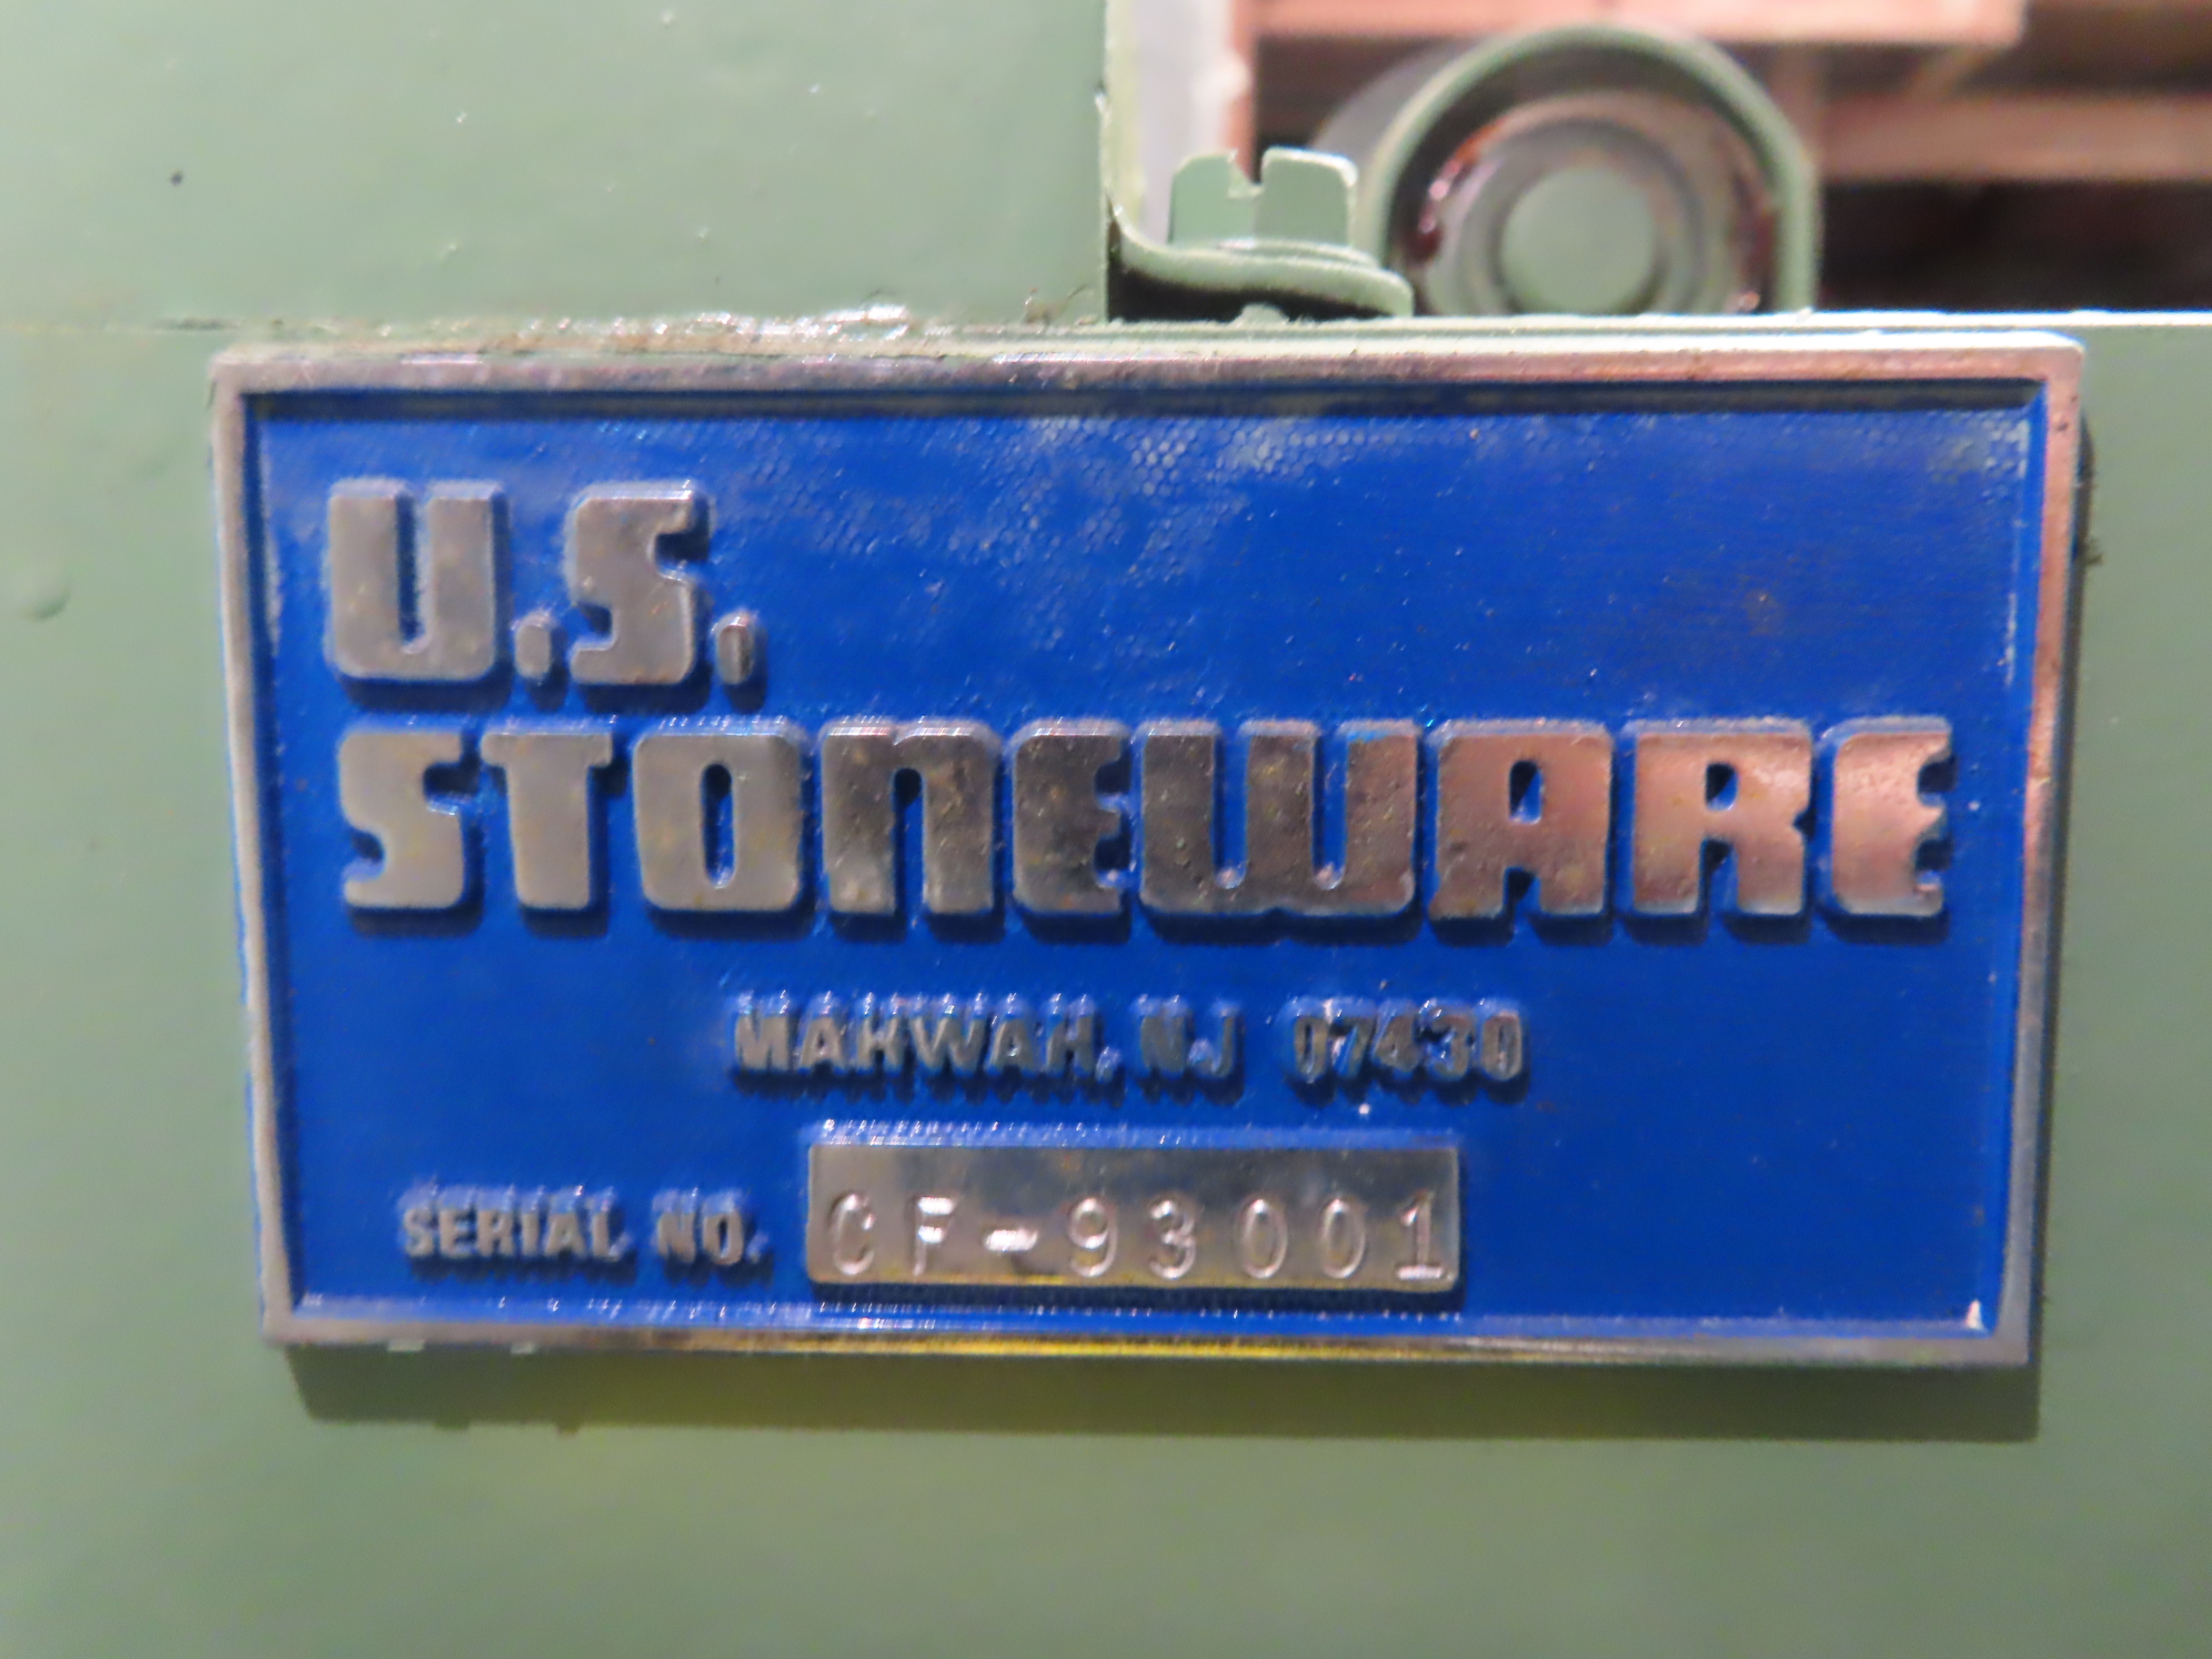 U.S.
STONEWARE
MAHWAH, NJ 07430
SERIAL NO. CF-93001